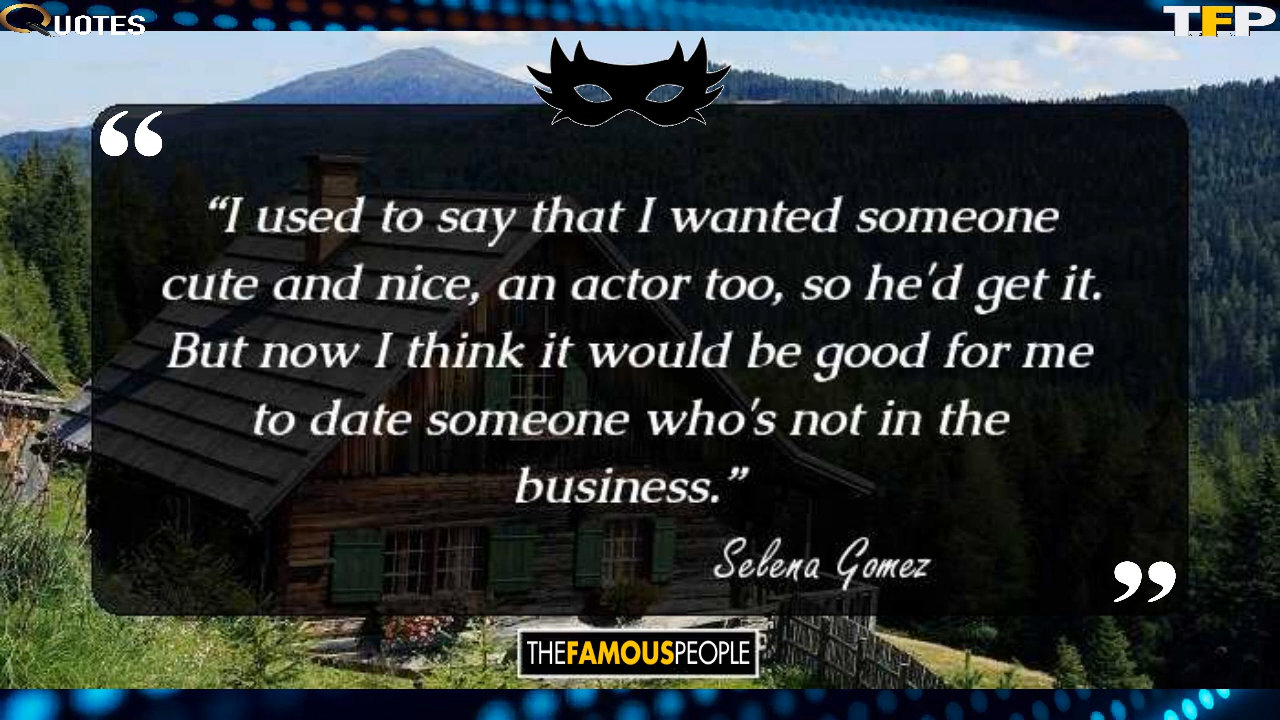 QUOTES
TFP
“I used to say that I wanted someone
cute and nice, an actor too, so he'd get it.
But now I think it would be good for me
to date someone who's not in the
business.”
Selena Gomez
THEFAMOUSPEOPLE